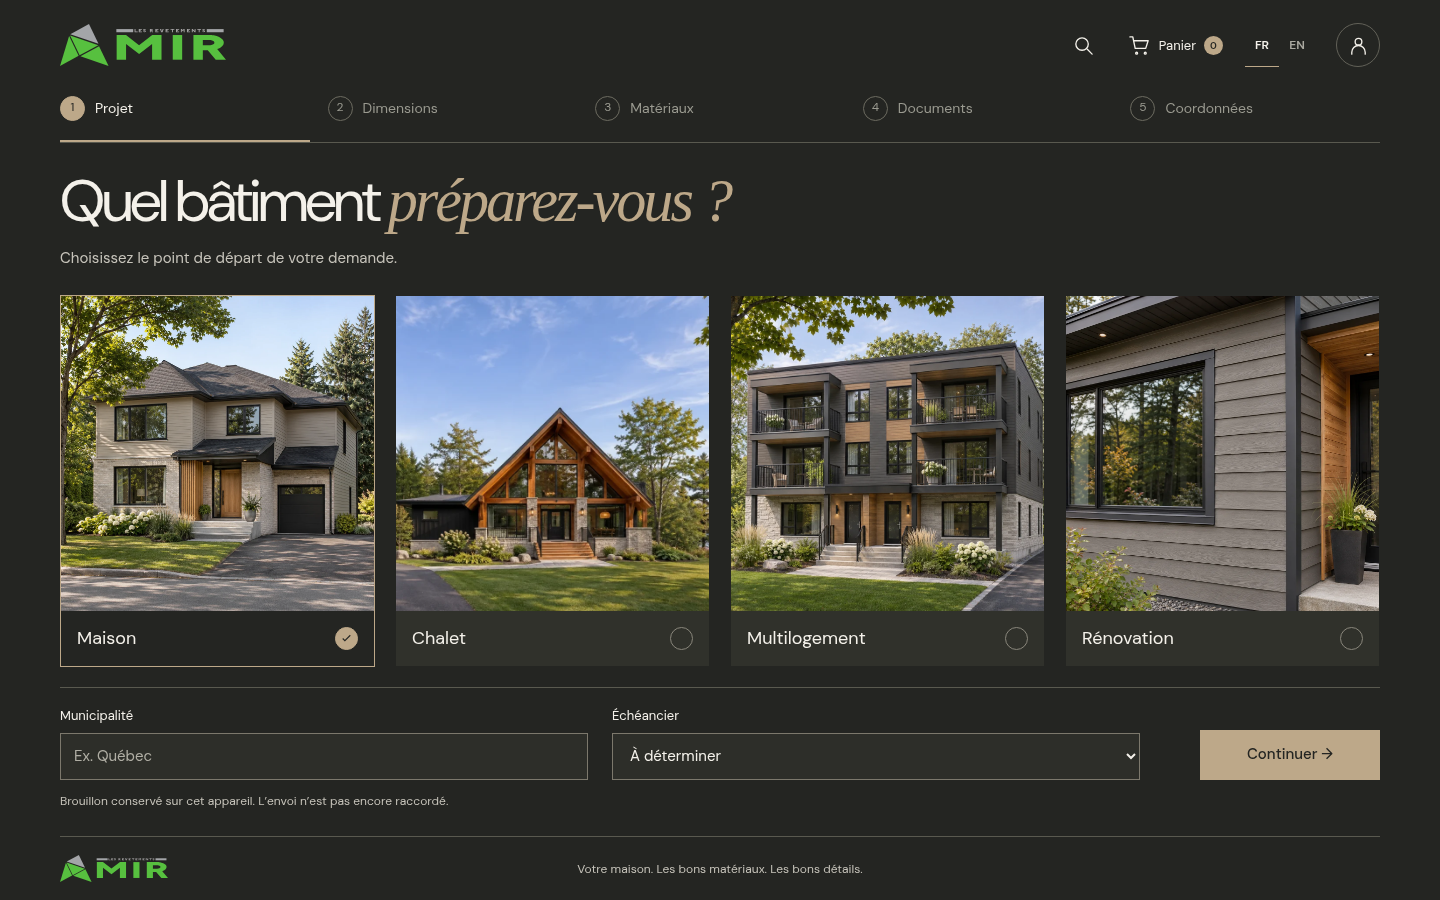 LES REVÊTEMENTS
MIR
Panier 0
FR EN
1 Projet
2 Dimensions
3 Matériaux
4 Documents
5 Coordonnées
Quel bâtiment préparez-vous ?
Choisissez le point de départ de votre demande.
Maison
Chalet
Multilogement
Rénovation
Municipalité
Échéancier
Ex. Québec
À déterminer
Continuer →
Brouillon conservé sur cet appareil. L’envoi n’est pas encore raccordé.
LES REVÊTEMENTS
MIR
Votre maison. Les bons matériaux. Les bons détails.